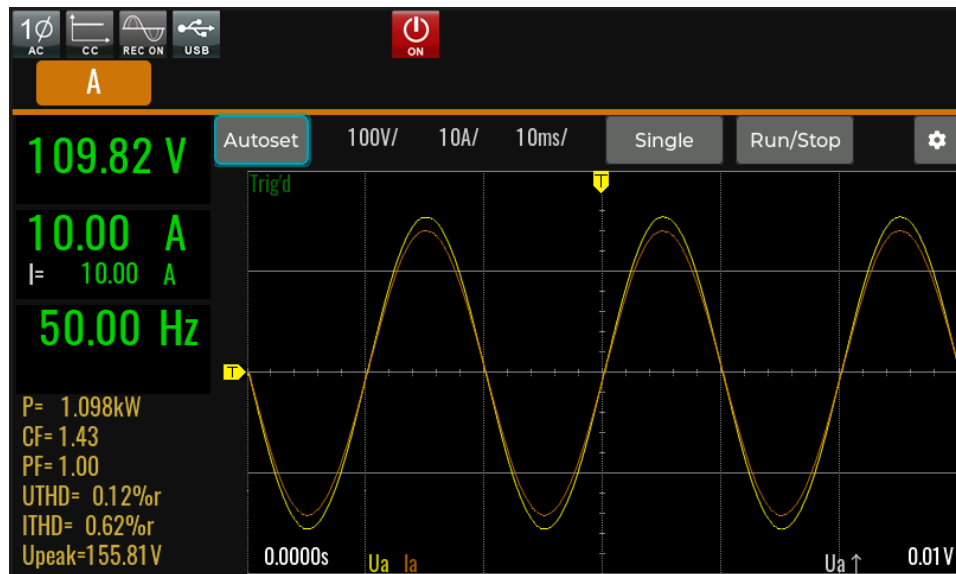 1Ø
AC
CC
REC ON
USB
ON
A
109.82 V
10.00 A
I= 10.00 A
50.00 Hz
P= 1.098kW
CF= 1.43
PF= 1.00
UTHD= 0.12%r
ITHD= 0.62%r
Upeak=155.81V
Autoset 100V/ 10A/ 10ms/ Single Run/Stop
Trig'd
T
T
0.0000s Ua Ia Ua↑ 0.01V